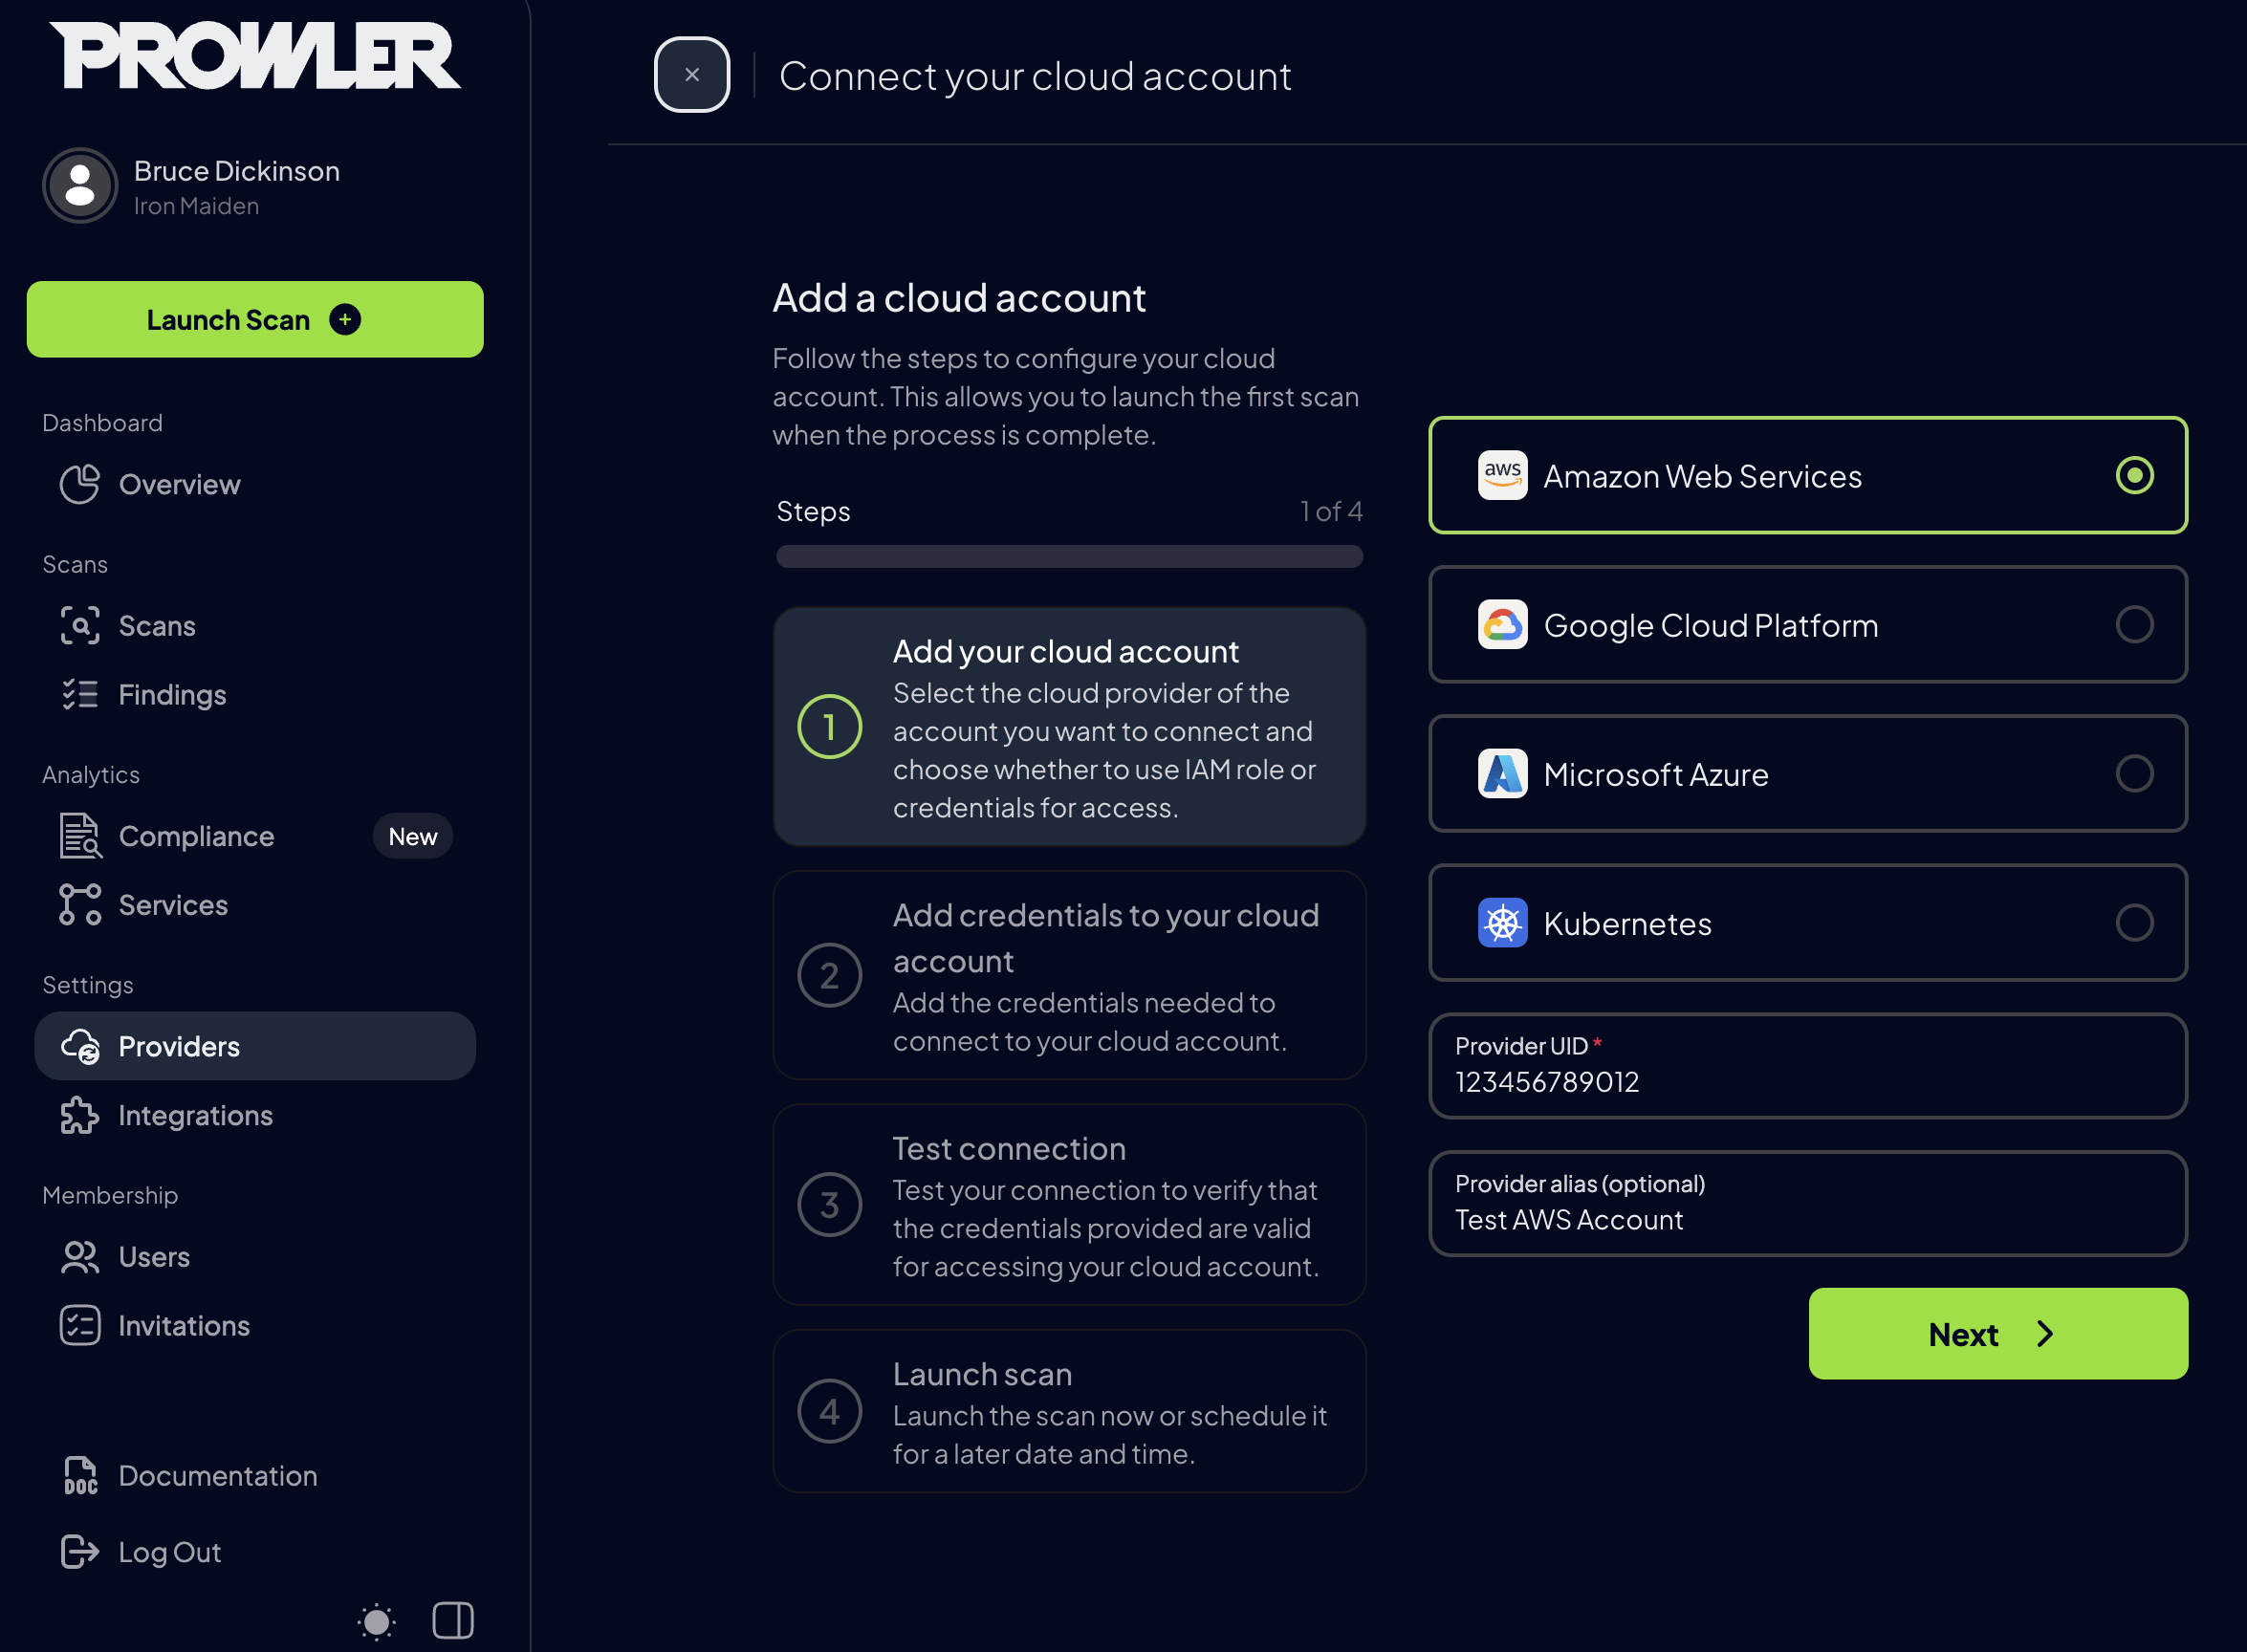 PROWLER
Bruce Dickinson
Iron Maiden
Launch Scan
Dashboard
Overview
Scans
Scans
Findings
Analytics
Compliance
New
Services
Settings
Providers
Integrations
Membership
Users
Invitations
DOC
Documentation
Log Out
Connect your cloud account
Add a cloud account
Follow the steps to configure your cloud
account. This allows you to launch the first scan
when the process is complete.
Steps
1 of 4
1
Add your cloud account
Select the cloud provider of the
account you want to connect and
choose whether to use IAM role or
credentials for access.
2
Add credentials to your cloud
account
Add the credentials needed to
connect to your cloud account.
3
Test connection
Test your connection to verify that
the credentials provided are valid
for accessing your cloud account.
4
Launch scan
Launch the scan now or schedule it
for a later date and time.
aws
Amazon Web Services
Google Cloud Platform
Microsoft Azure
Kubernetes
Provider UID *
123456789012
Provider alias (optional)
Test AWS Account
Next